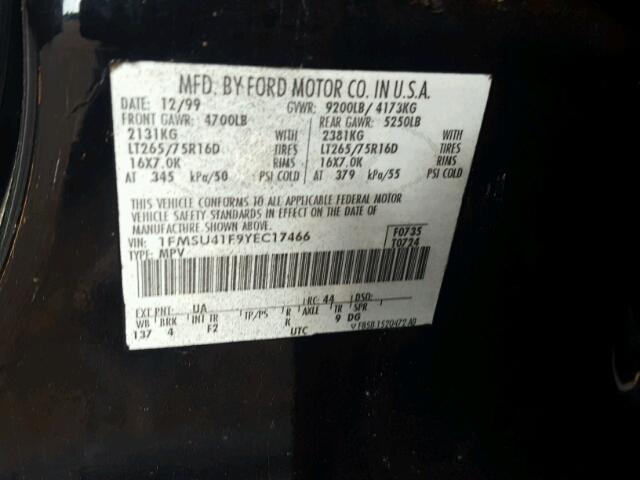 MFD. BY FORD MOTOR CO. IN U.S.A.
DATE: 12/99 GVWR: 9200LB/ 4173KG
FRONT GAWR: 4700LB REAR GAWR: 5250LB
2131KG WITH 2381KG WITH
LT265/75R16D TIRES LT265/75R16D TIRES
16X7.0K RIMS 16X7.0K RIMS
AT 345 kPa/50 PSI COLD AT 379 kPa/55 PSI COLD
THIS VEHICLE CONFORMS TO ALL APPLICABLE FEDERAL MOTOR
VEHICLE SAFETY STANDARDS IN EFFECT ON THE DATE OF
MANUFACTURE SHOWN ABOVE.
VIN: 1FMSU41F9YEC17466 F0735
TYPE: MPV T0724
EXT PNT: UA RC: 44 DSO:
WB BRK INT TR TP/PS R AXLE TR SPR
137 4 F2 K 9 DG
UTC